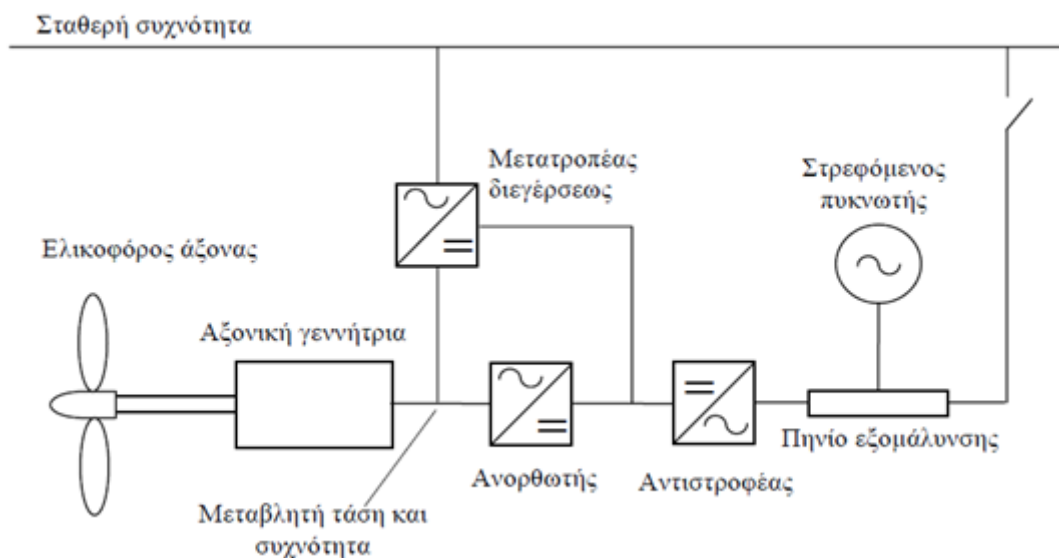 Σταθερή συχνότητα
Μετατροπέας
διεγέρσεως
Στρεφόμενος
πυκνωτής
Ελικοφόρος άξονας
Αξονική γεννήτρια
Ανορθωτής
Αντιστροφέας
Πηνίο εξομάλυνσης
Μεταβλητή τάση και
συχνότητα